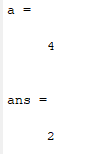 a =
4
ans =
2